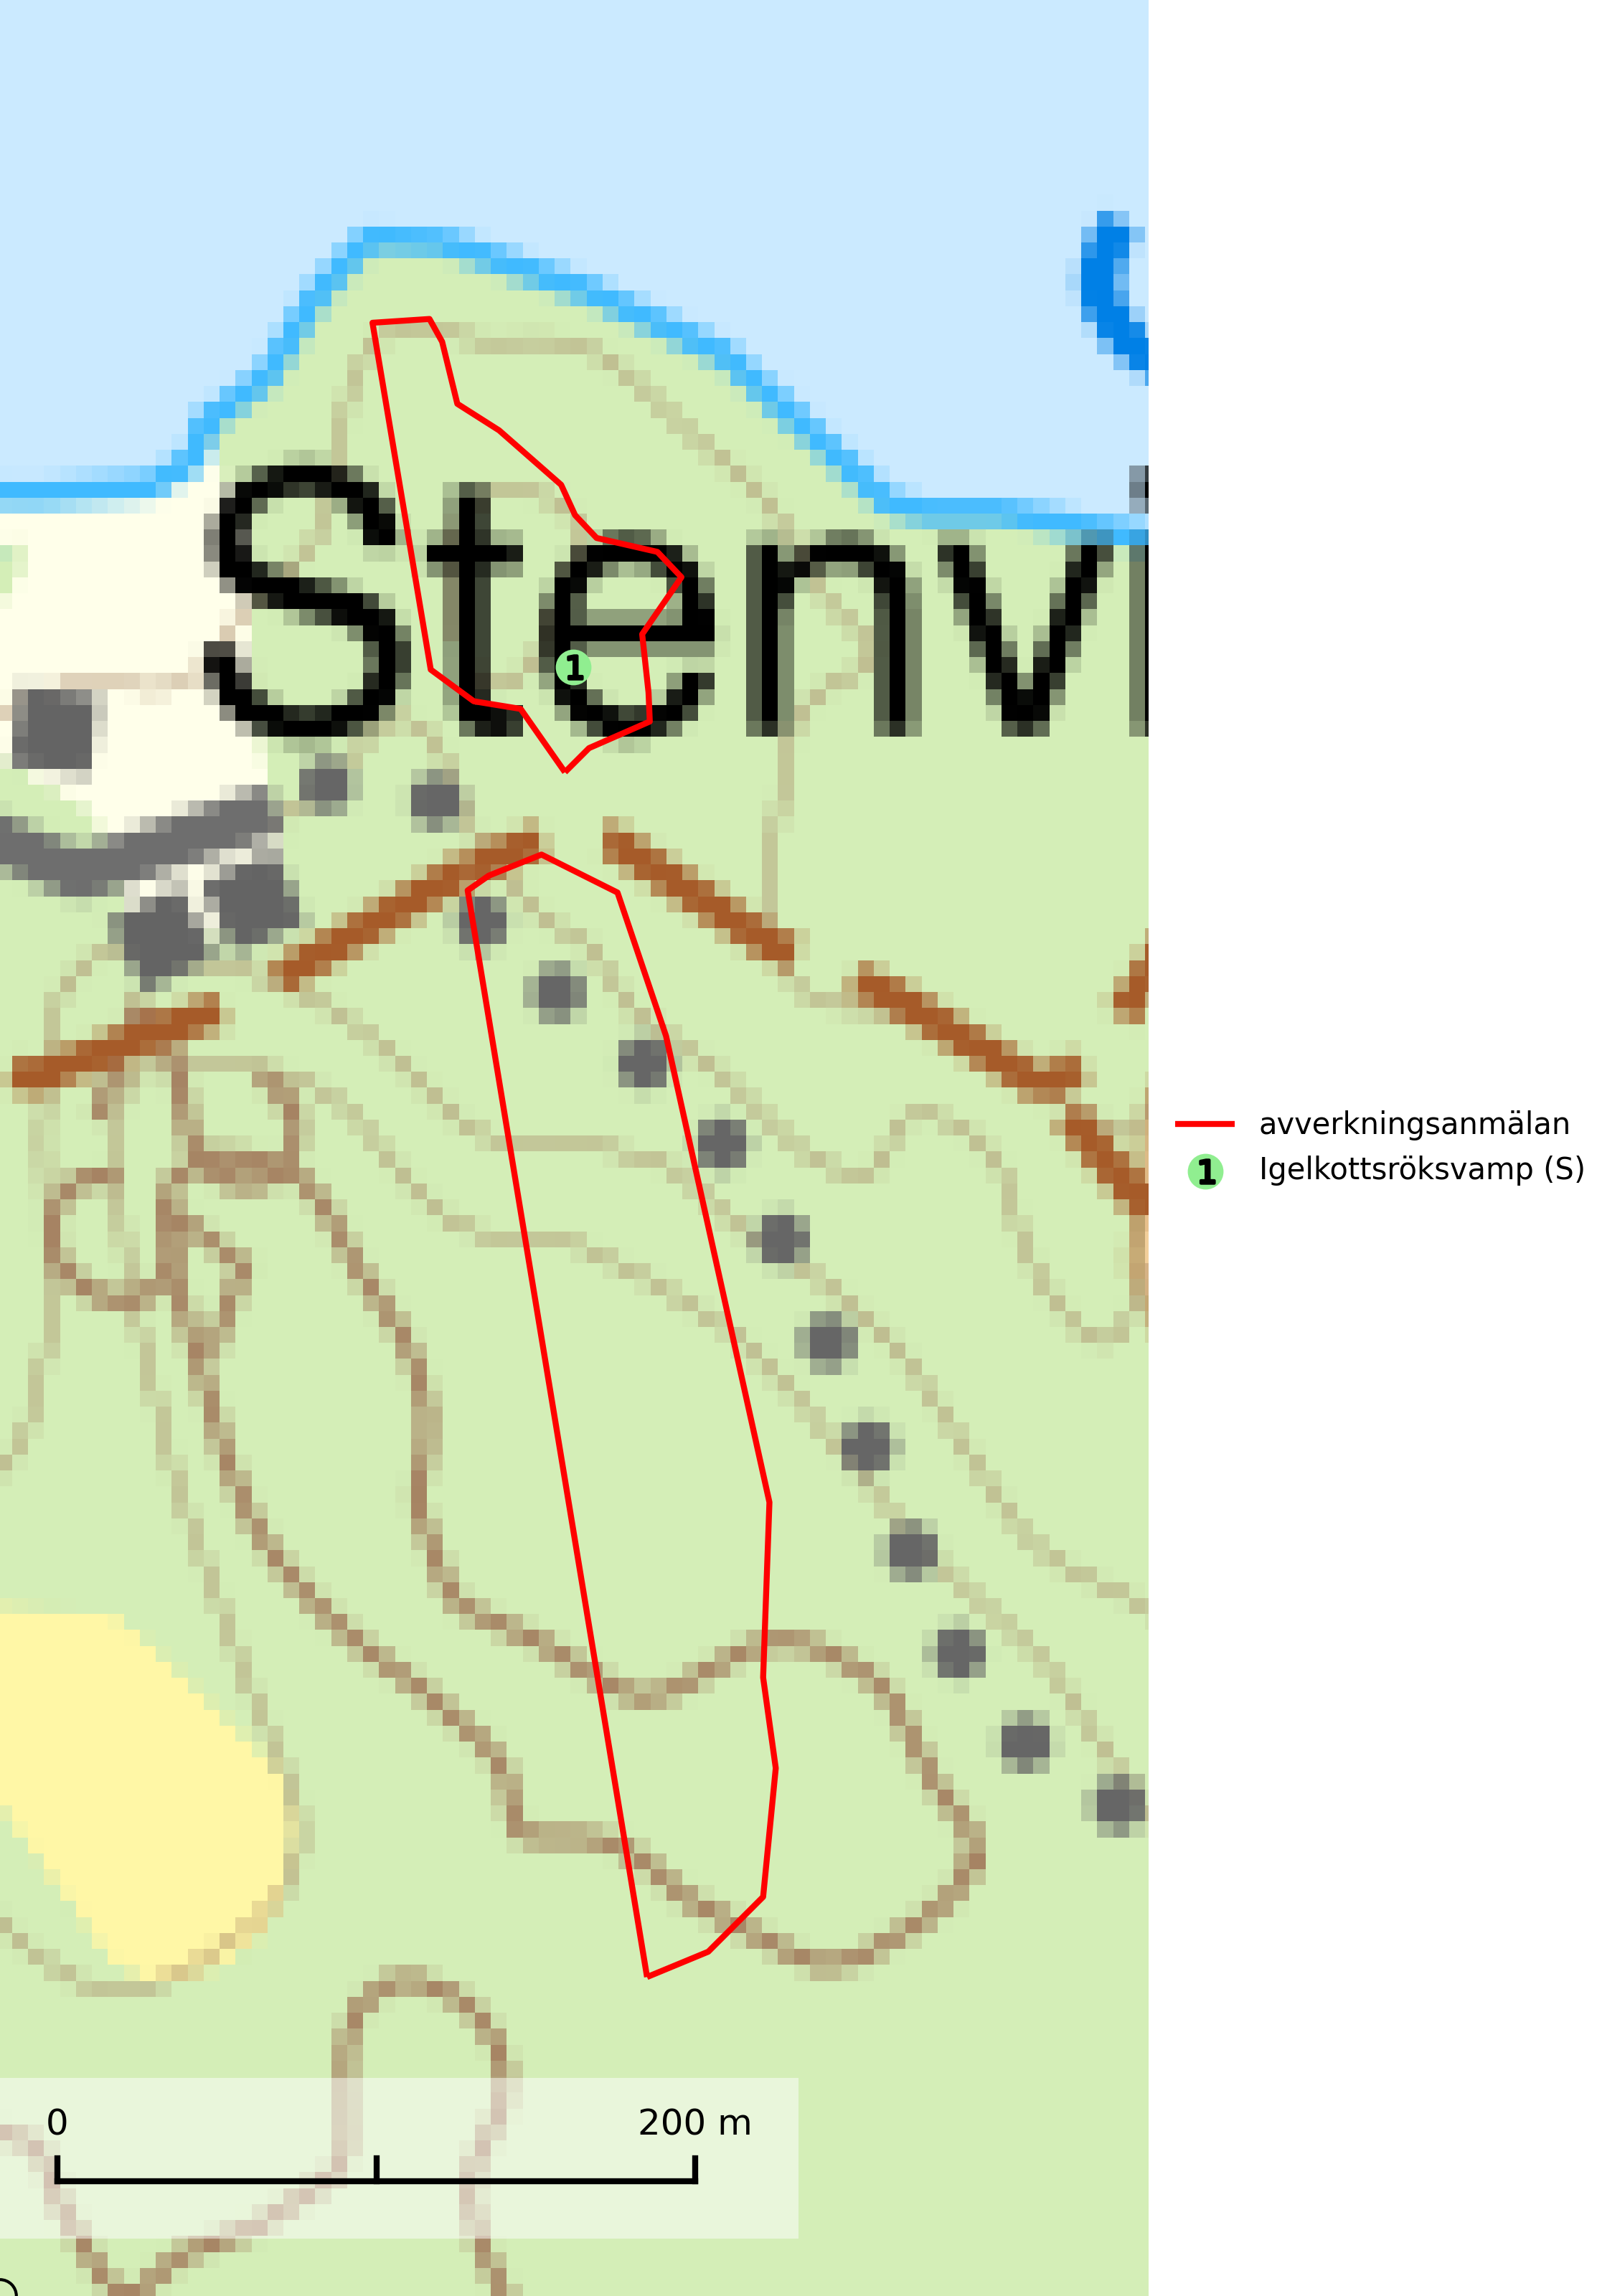 Stenvi
1
avverkningsanmälan
1 Igelkottsröksvamp (S)
0 200 m